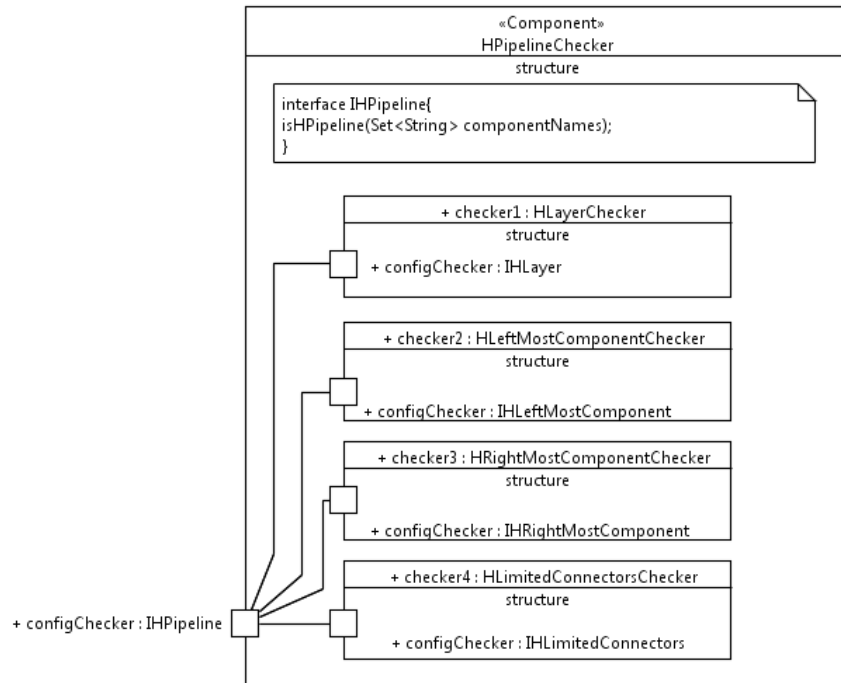 «Component»
HPipelineChecker
structure
interface IHPipeline{
isHPipeline(Set<String> componentNames);
}
+ checker1 : HLayerChecker
structure
+ configChecker : IHLayer
+ checker2 : HLeftMostComponentChecker
structure
+ configChecker : IHLeftMostComponent
+ checker3 : HRightMostComponentChecker
structure
+ configChecker : IHRightMostComponent
+ checker4 : HLimitedConnectorsChecker
structure
+ configChecker : IHPipeline
+ configChecker : IHLimitedConnectors